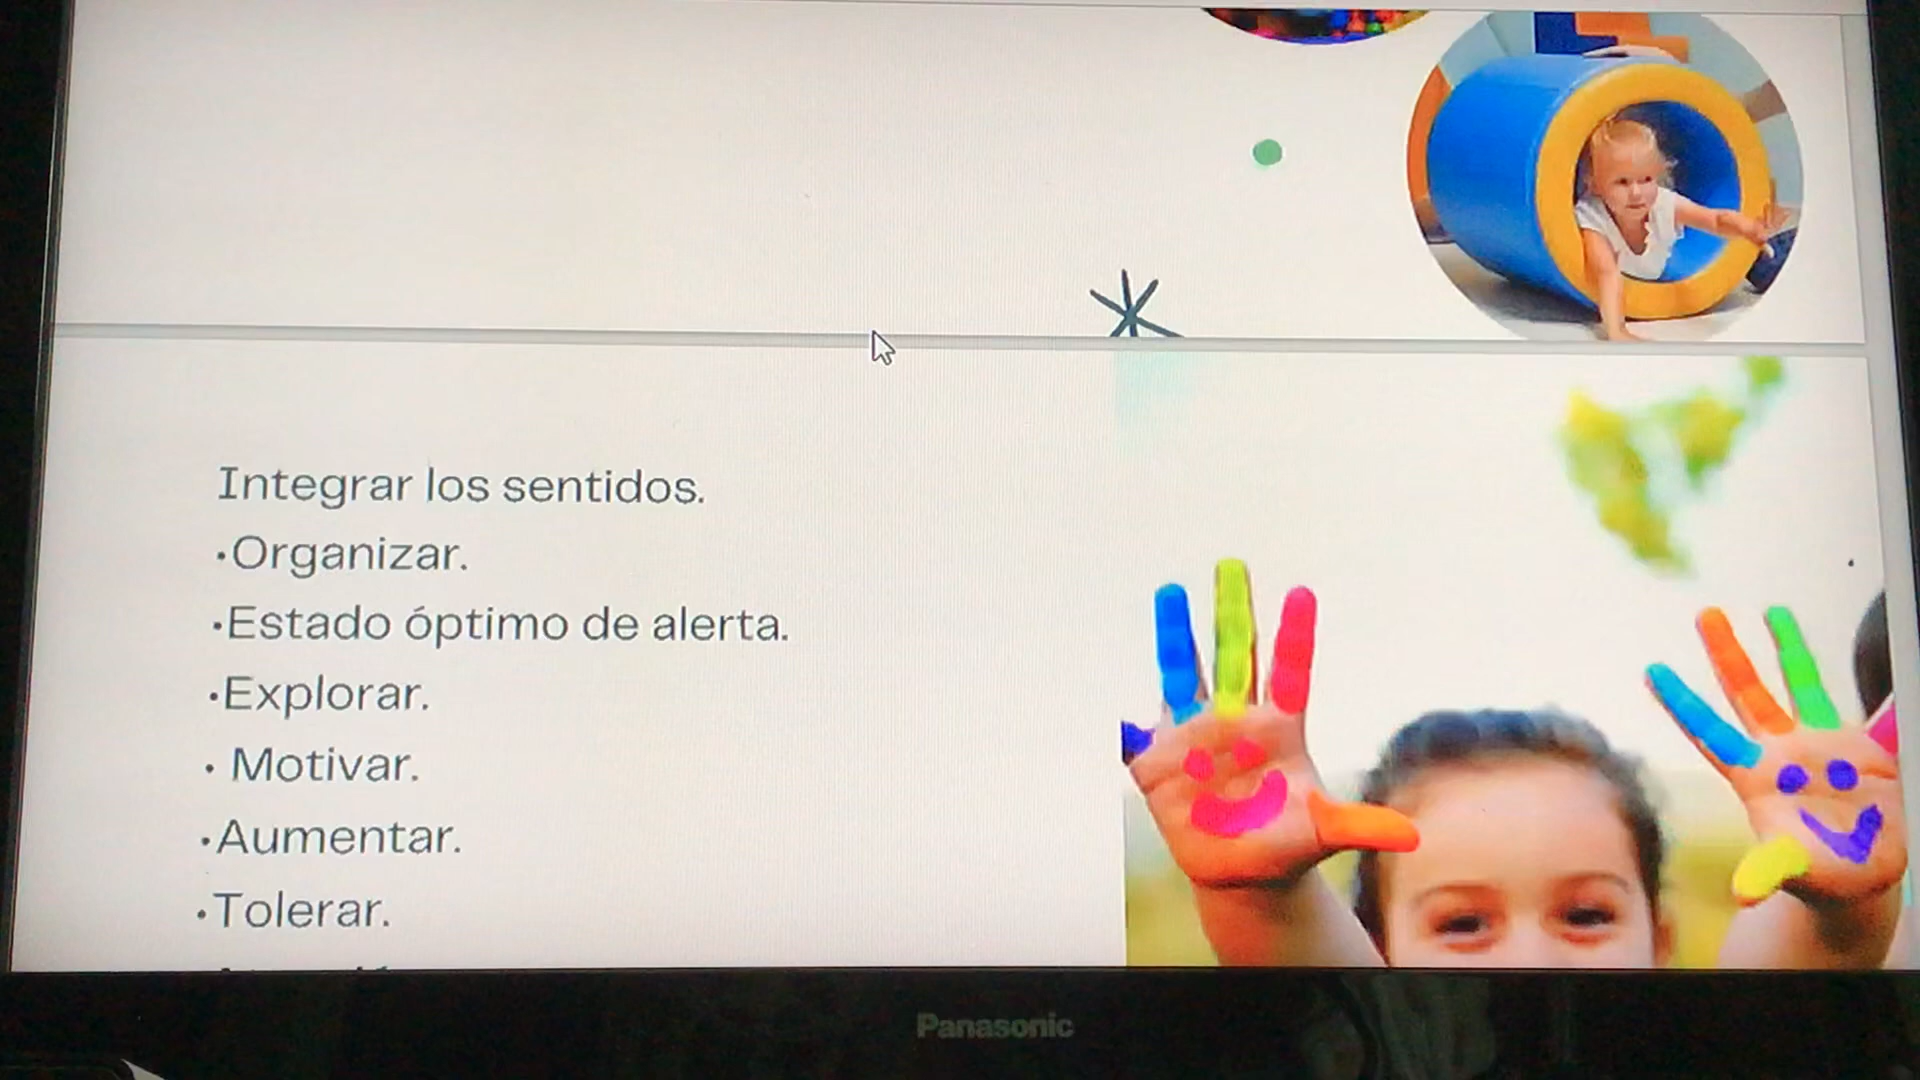 Integrar los sentidos.
•Organizar.
•Estado óptimo de alerta.
•Explorar.
• Motivar.
•Aumentar.
•Tolerar.
Panasonic